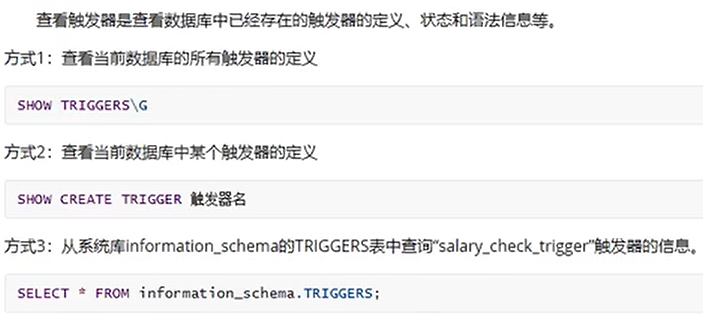 查看触发器是查看数据库中已经存在的触发器的定义、状态和语法信息等。
方式1：查看当前数据库的所有触发器的定义
SHOW TRIGGERS\G
方式2：查看当前数据库中某个触发器的定义
SHOW CREATE TRIGGER 触发器名
方式3：从系统库information_schema的TRIGGERS表中查询“salary_check_trigger”触发器的信息。
SELECT * FROM information_schema.TRIGGERS;